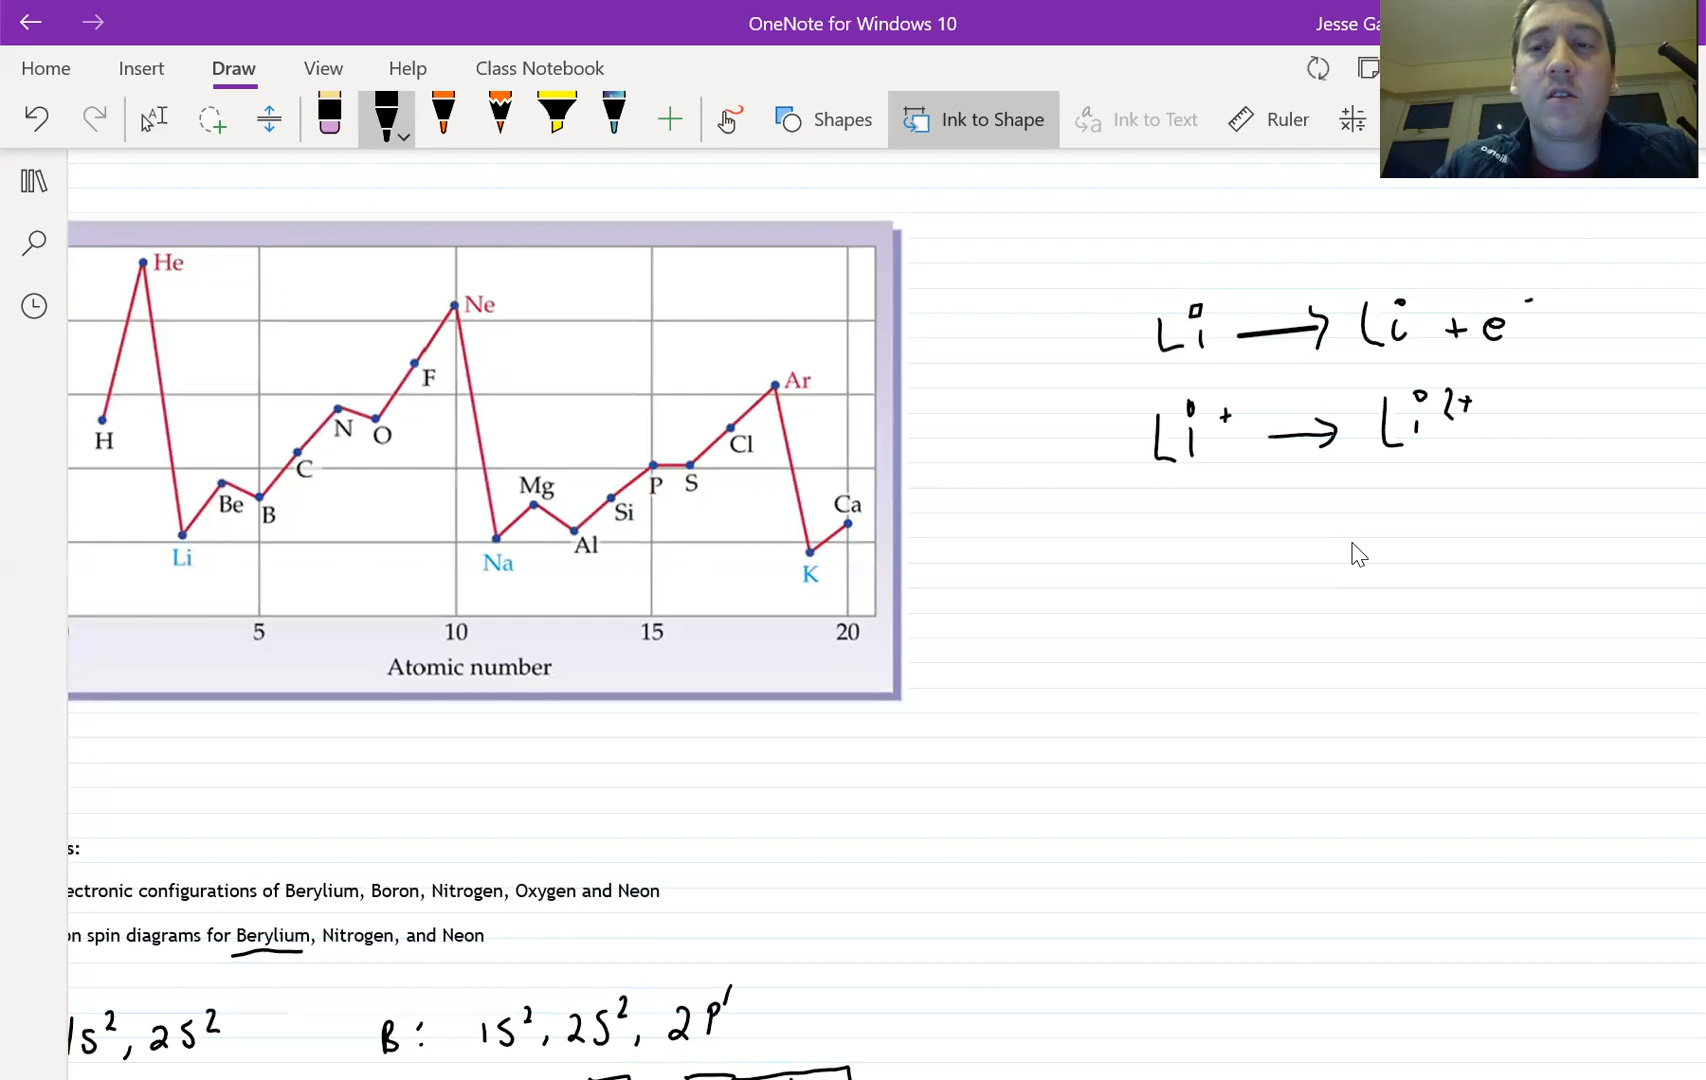 OneNote for Windows 10
Jesse Ga
Home Insert Draw View Help Class Notebook
Shapes Ink to Shape Ink to Text Ruler
O'Neill
He
Ne
F
Ar
H
N O
C
Cl
Be B
Mg
Si
P S
Ca
Li
Na
Al
K
5 10 15 20
Atomic number
Li → Li + e⁻
Li⁺ → Li²⁺
s:
ectronic configurations of Berylium, Boron, Nitrogen, Oxygen and Neon
on spin diagrams for Berylium, Nitrogen, and Neon
1s², 2s² B: 1s², 2s², 2p¹